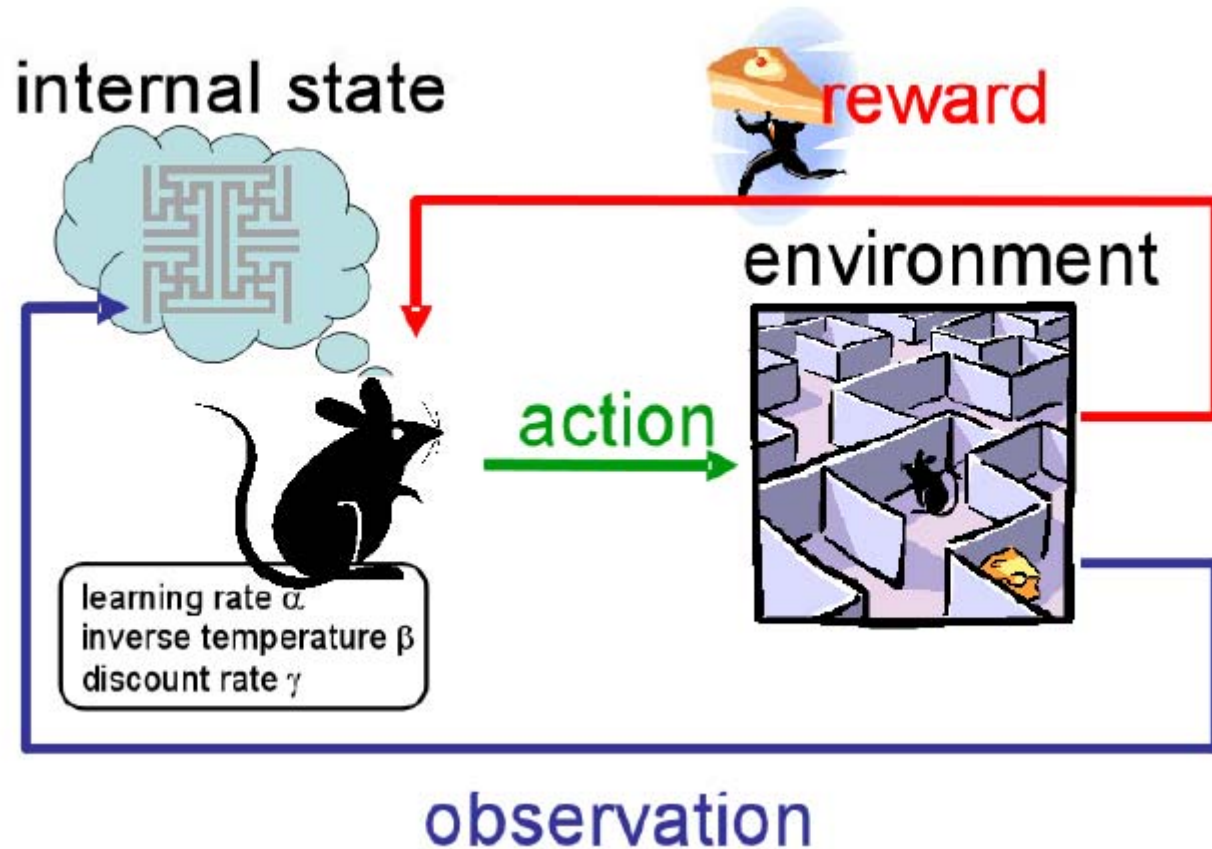 internal state
reward
environment
action
learning rate α
inverse temperature β
discount rate γ
observation